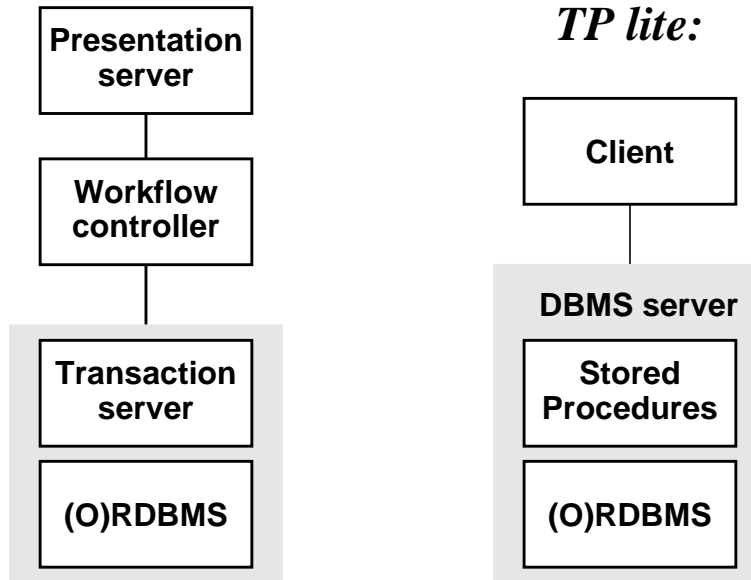 Presentation
server
Workflow
controller
Transaction
server
(O)RDBMS
TP lite:
Client
DBMS server
Stored
Procedures
(O)RDBMS